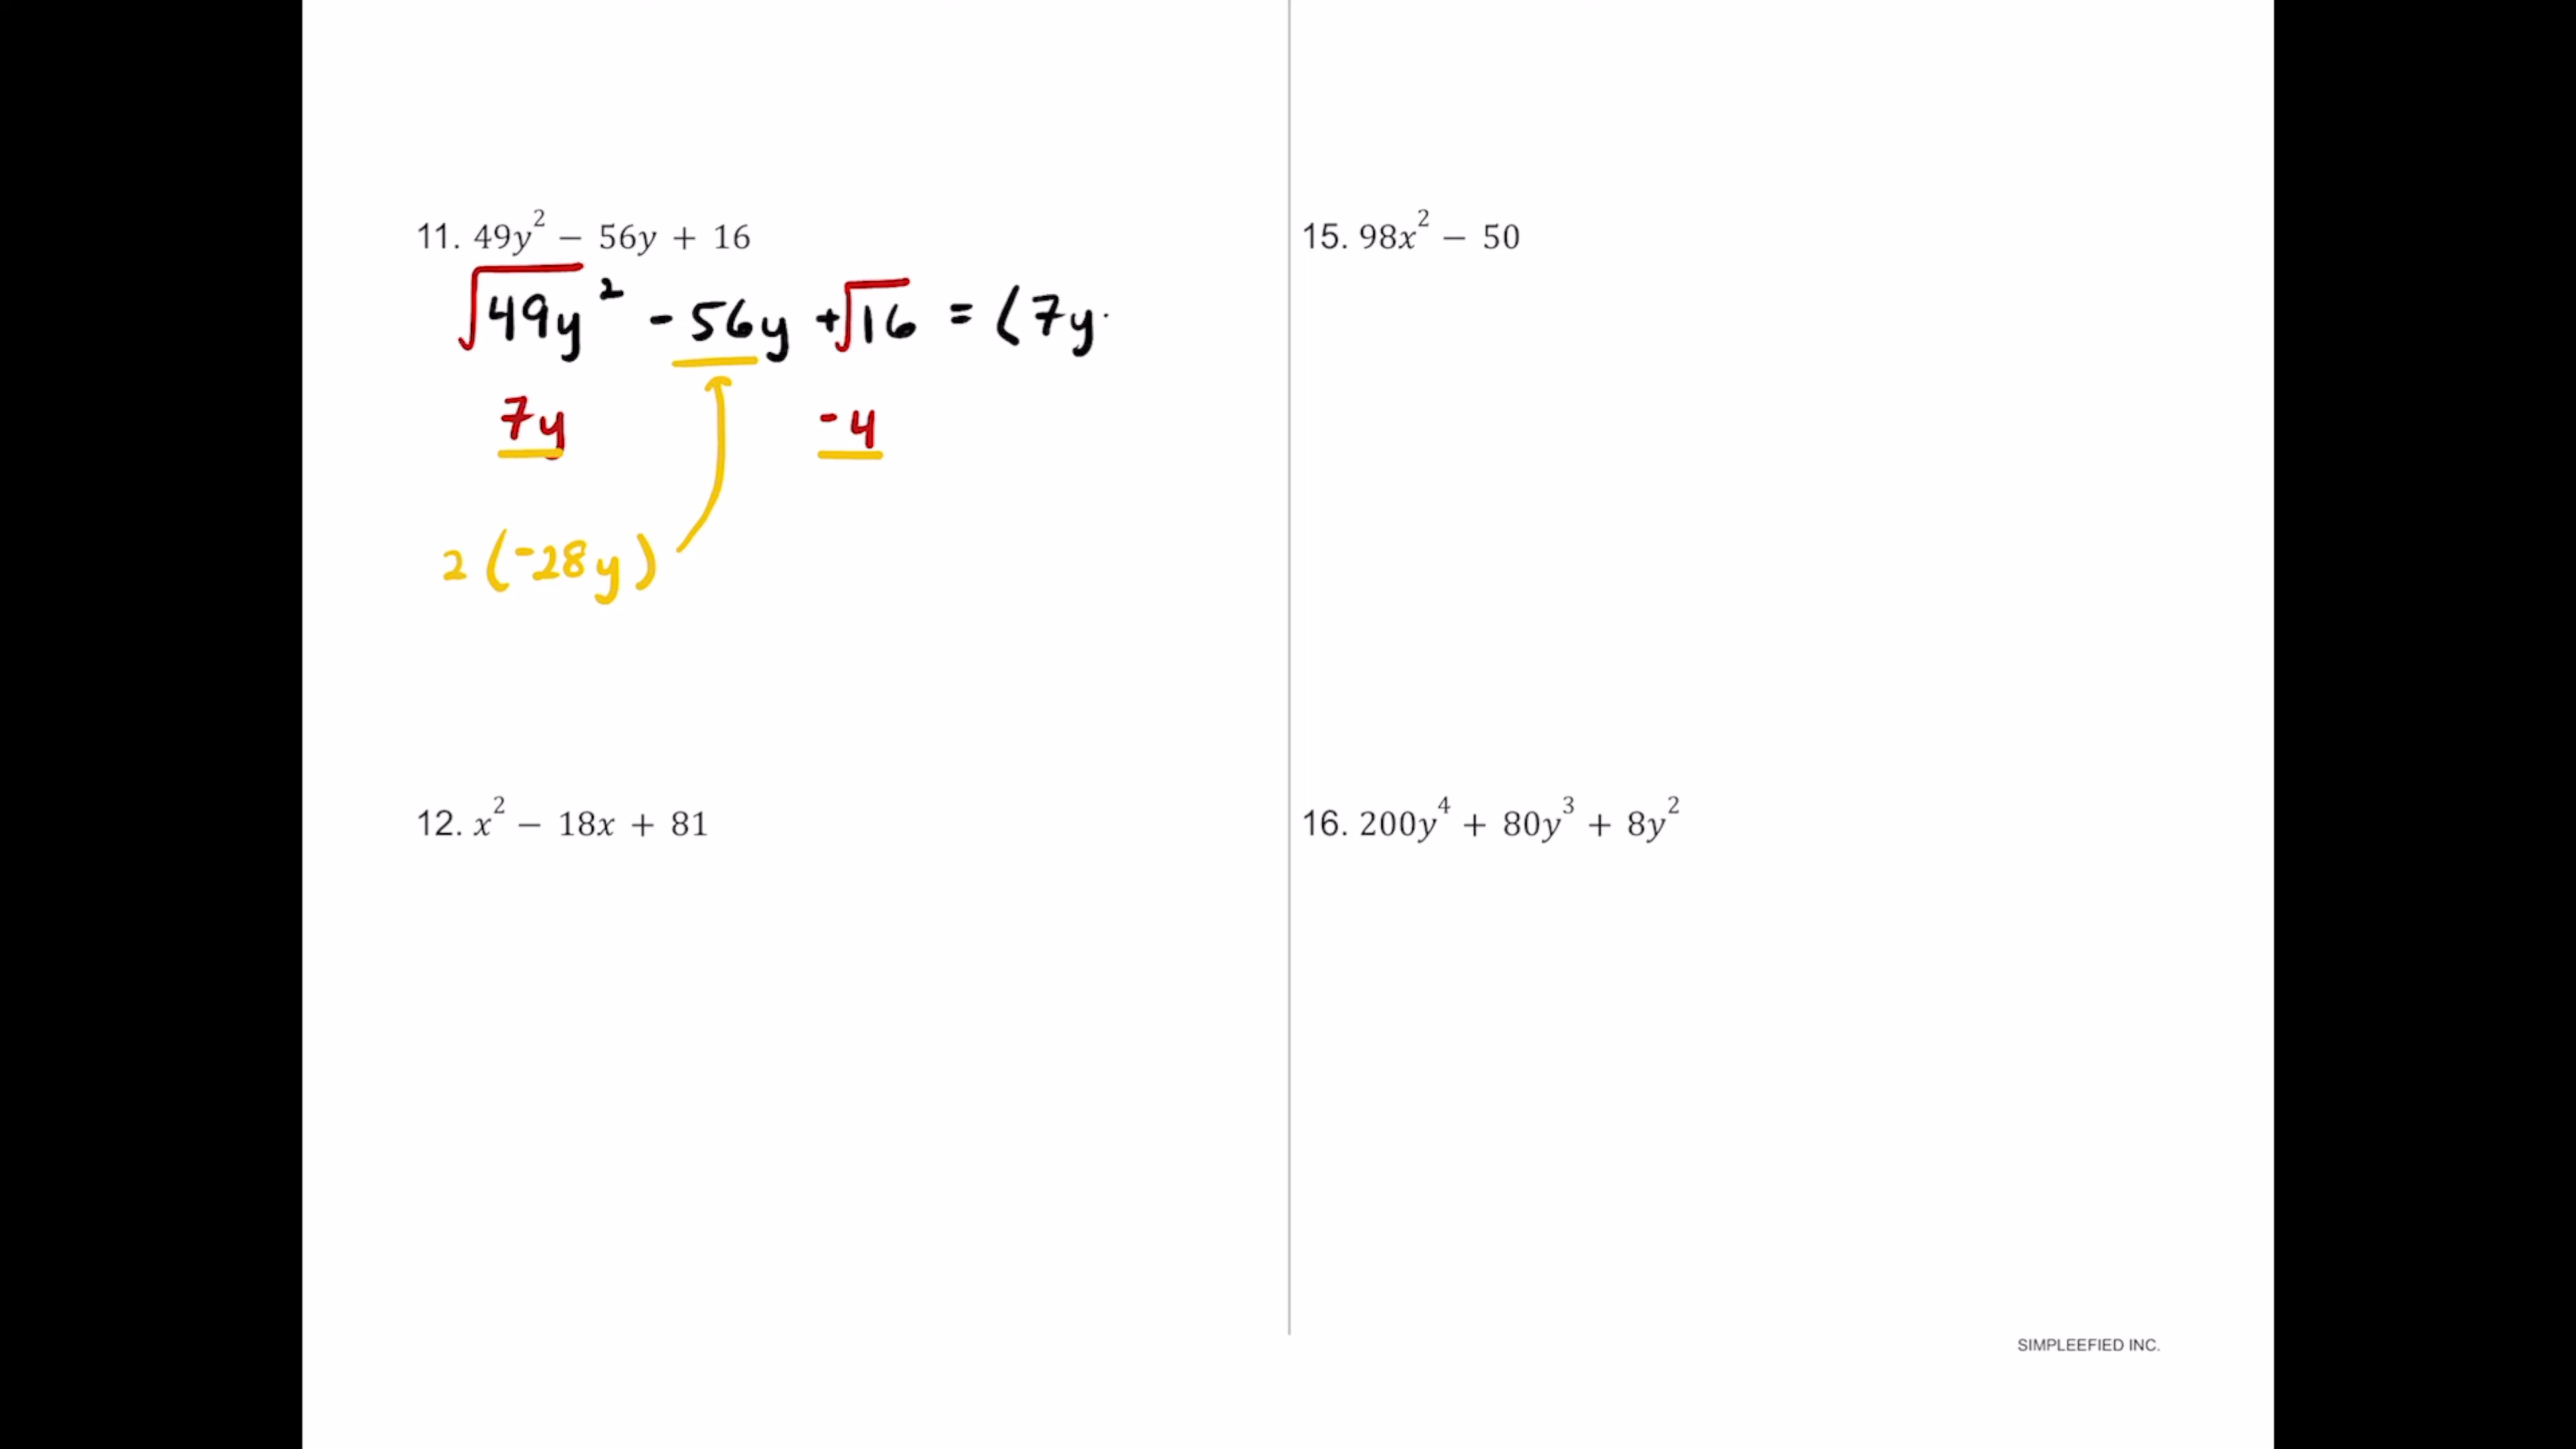 11. 49y² − 56y + 16
√49y² - 56y + √16 = (7y
7y -4
2 (-28y)
12. x² − 18x + 81
15. 98x² − 50
16. 200y⁴ + 80y³ + 8y²
SIMPLEEFIED INC.